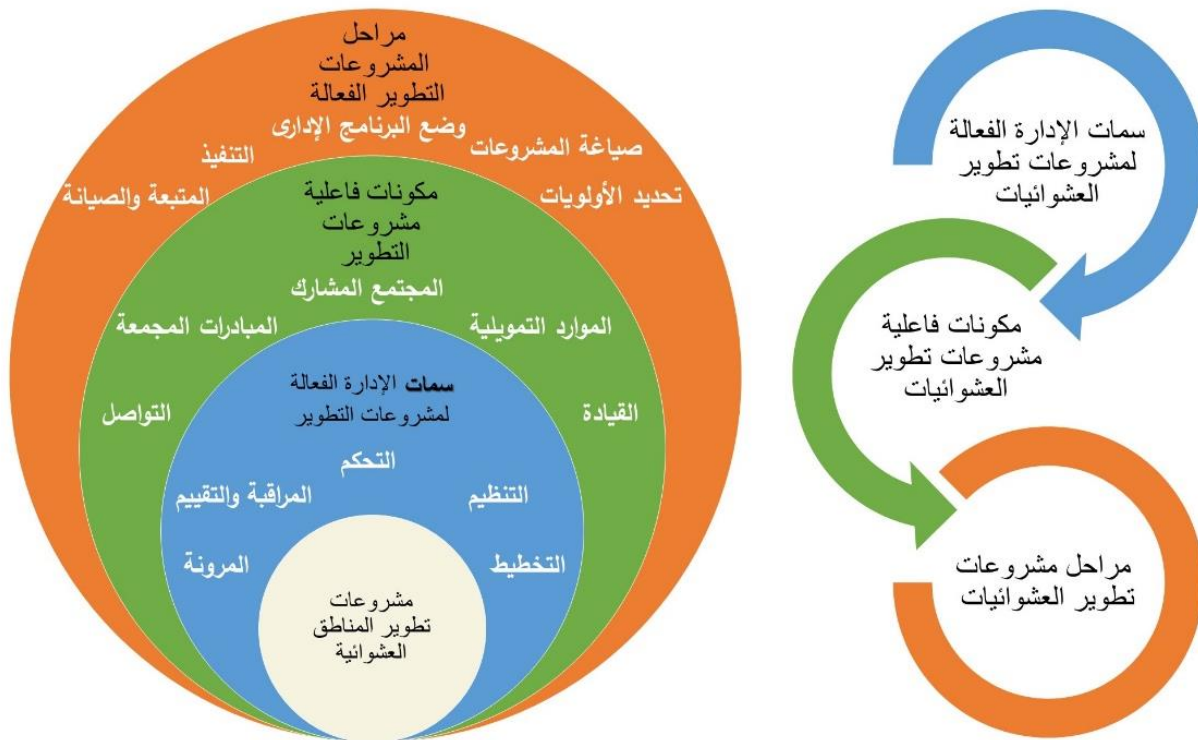 مراحل
المشروعات
التطوير الفعالة
وضع البرنامج الإدارى
صياغة المشروعات
التنفيذ
تحديد الأولويات
المتبعة والصيانة
مكونات فاعلية
مشروعات
التطوير
المجتمع المشارك
الموارد التمويلية
المبادرات المجمعة
القيادة
التواصل
سمات الإدارة الفعالة
لمشروعات التطوير
التحكم
التنظيم
المراقبة والتقييم
التخطيط
المرونة
مشروعات
تطوير المناطق
العشوائية
سمات الإدارة الفعالة
لمشروعات تطوير
العشوائيات
مكونات فاعلية
مشروعات تطوير
العشوائيات
مراحل مشروعات
تطوير العشوائيات